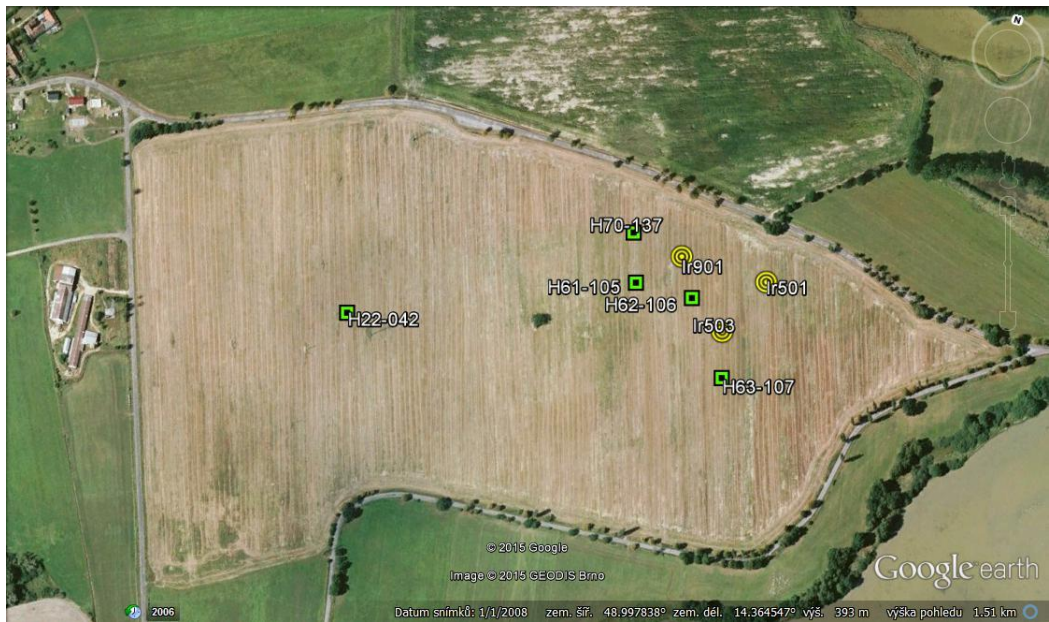 N
H70-137
Ir901
H61-105
Ir501
H62-106
H22-042
Ir503
H63-107
© 2015 Google
Image © 2015 GEODIS Brno
Google earth
2006
Datum snímků: 1/1/2008 zem. šíř. 48.997838° zem. dél. 14.364547° výš. 393 m výška pohledu 1.51 km